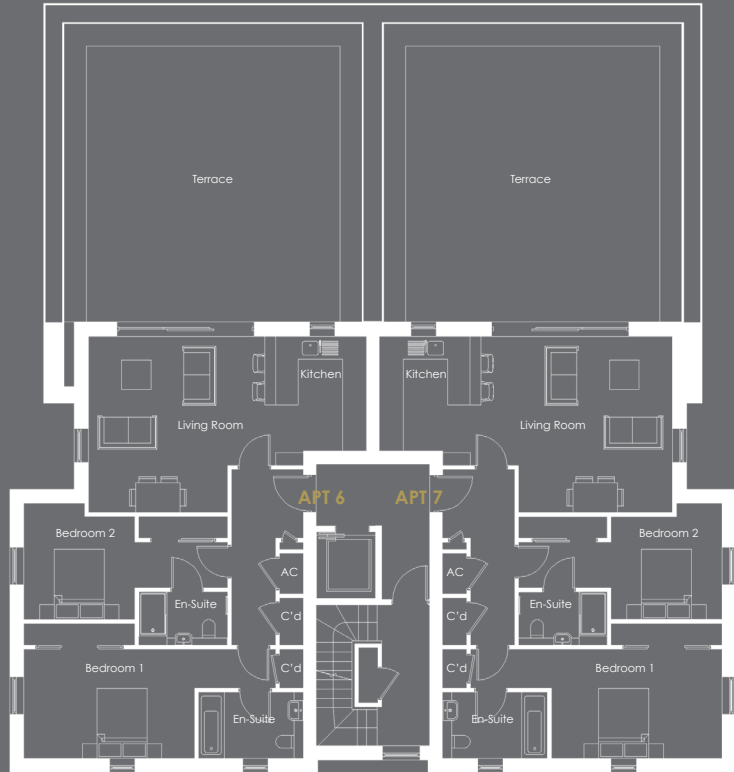 Terrace
Terrace
Kitchen
Kitchen
Living Room
Living Room
APT 6
APT 7
Bedroom 2
Bedroom 2
AC
AC
En-Suite
En-Suite
C'd
C'd
C'd
C'd
Bedroom 1
Bedroom 1
En-Suite
En-Suite